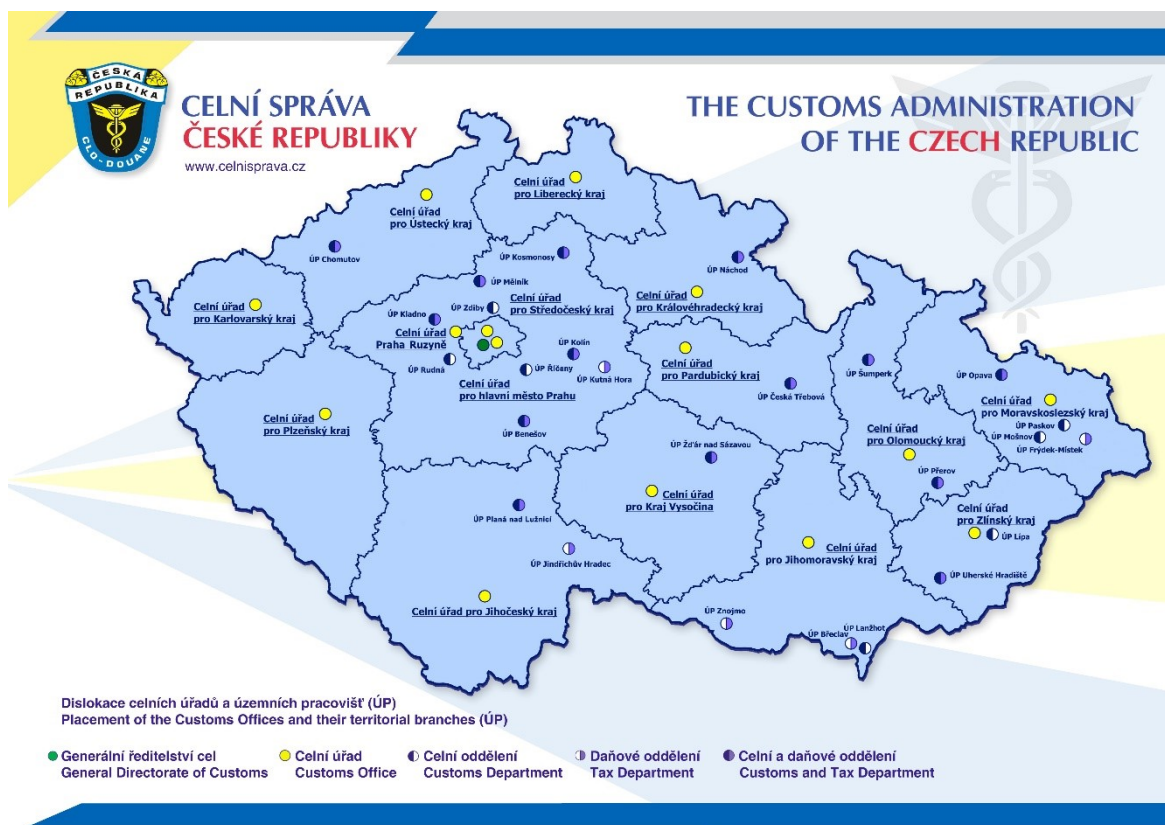 ČESKÁ
REPUBLIKA
CLO-DOUANE
CELNÍ SPRÁVA
ČESKÉ REPUBLIKY
www.celnisprava.cz
THE CUSTOMS ADMINISTRATION
OF THE CZECH REPUBLIC
Celní úřad
pro Liberecký kraj
Celní úřad
pro Ústecký kraj
ÚP Chomutov
ÚP Kosmonosy
ÚP Náchod
ÚP Mělník
Celní úřad
pro Karlovarský kraj
ÚP Zdiby
Celní úřad
pro Středočeský kraj
Celní úřad
pro Královéhradecký kraj
ÚP Kladno
Celní úřad
Praha Ruzyně
ÚP Rudná
ÚP Kolín
ÚP Říčany
ÚP Kutná Hora
Celní úřad
pro hlavní město Prahu
Celní úřad
pro Pardubický kraj
ÚP Česká Třebová
ÚP Šumperk
ÚP Opava
Celní úřad
pro Moravskoslezský kraj
ÚP Paskov
ÚP Mošnov
ÚP Frýdek-Místek
Celní úřad
pro Plzeňský kraj
ÚP Benešov
ÚP Žďár nad Sázavou
Celní úřad
pro Olomoucký kraj
ÚP Přerov
Celní úřad
pro Kraj Vysočina
ÚP Planá nad Lužnicí
Celní úřad
pro Zlínský kraj
ÚP Lípa
Celní úřad
pro Jihomoravský kraj
ÚP Jindřichův Hradec
ÚP Uherské Hradiště
Celní úřad pro Jihočeský kraj
ÚP Znojmo
ÚP Lanžhot
ÚP Břeclav
Dislokace celních úřadů a územních pracovišť (ÚP)
Placement of the Customs Offices and their territorial branches (ÚP)
Generální ředitelství cel
General Directorate of Customs
Celní úřad
Customs Office
Celní oddělení
Customs Department
Daňové oddělení
Tax Department
Celní a daňové oddělení
Customs and Tax Department